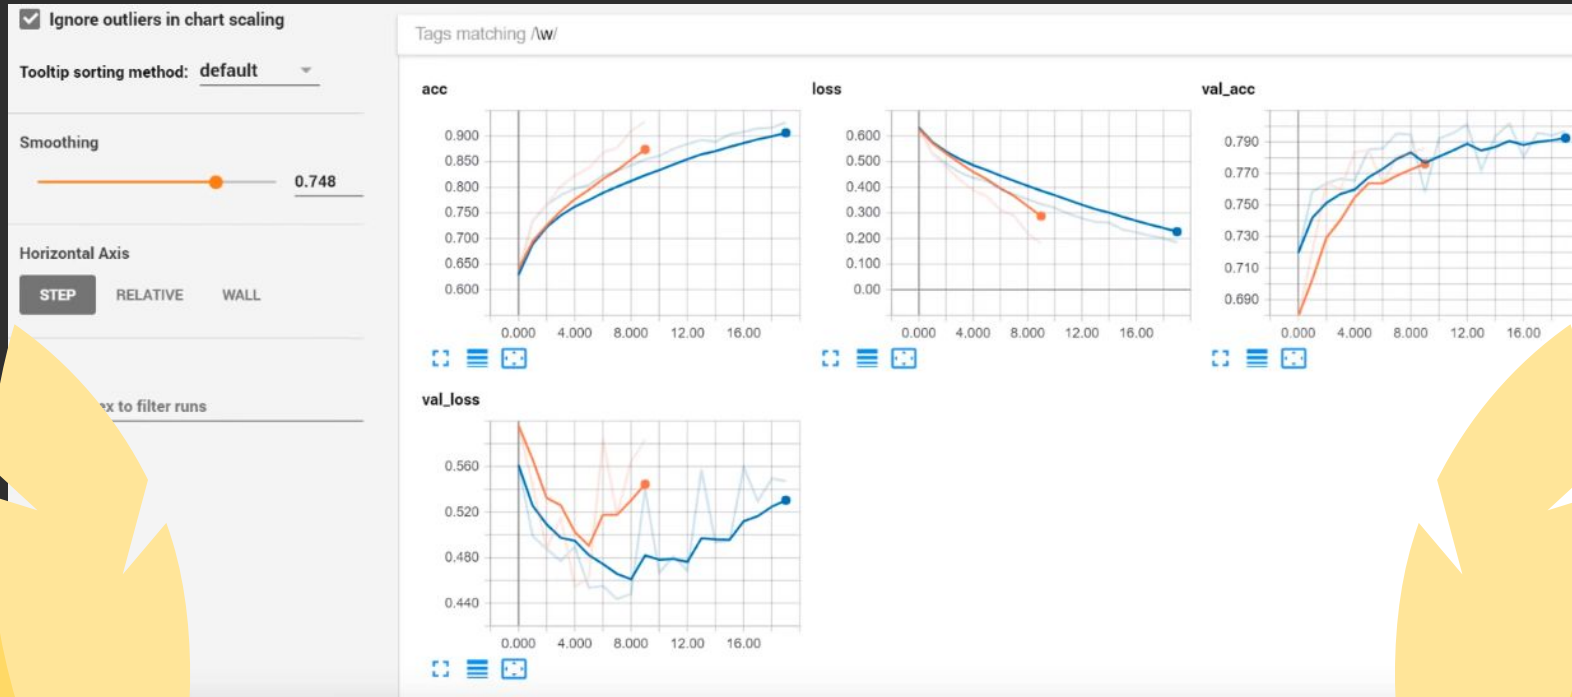 Ignore outliers in chart scaling
Tooltip sorting method: default
Smoothing
0.748
Horizontal Axis
STEP RELATIVE WALL
ex to filter runs
Tags matching /\w/
acc
0.900
0.850
0.800
0.750
0.700
0.650
0.600
0.000 4.000 8.000 12.00 16.00
loss
0.600
0.500
0.400
0.300
0.200
0.100
0.00
0.000 4.000 8.000 12.00 16.00
val_acc
0.790
0.770
0.750
0.730
0.710
0.690
0.000 4.000 8.000 12.00 16.00
val_loss
0.560
0.520
0.480
0.440
0.000 4.000 8.000 12.00 16.00